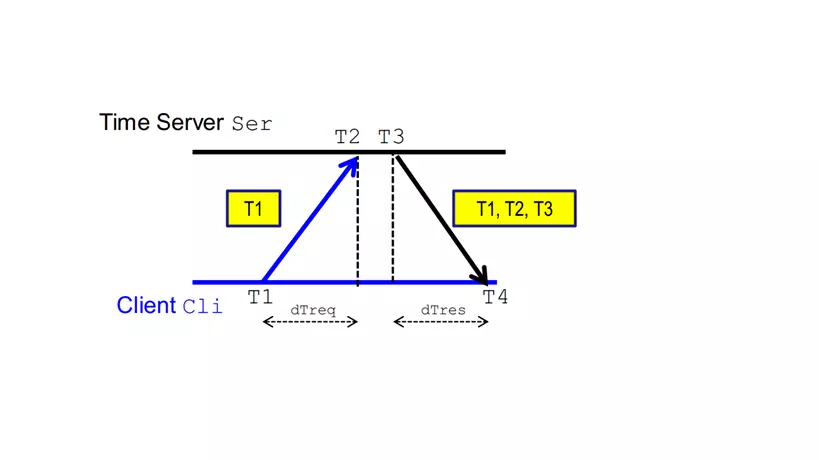 Time Server Ser
T2 T3
T1
T1, T2, T3
T1
T4
Client Cli
dTreq
dTres